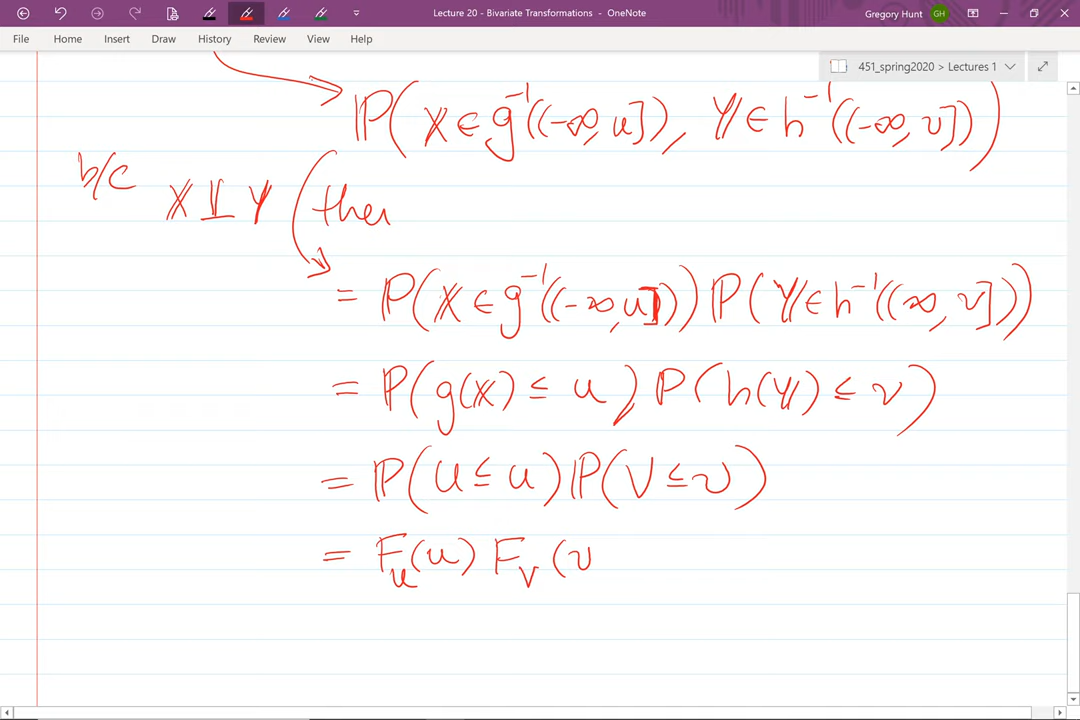 Lecture 20 - Bivariate Transformations - OneNote
Gregory Hunt GH
File Home Insert Draw History Review View Help
451_spring2020 > Lectures 1
ℙ(X ∈ g⁻¹((-∞, u]), Y ∈ h⁻¹((-∞, v]))
b/c X ⊥ Y then
= ℙ(X ∈ g⁻¹((-∞, u])) ℙ(Y ∈ h⁻¹((∞, v]))
= ℙ(g(X) ≤ u) ℙ(h(Y) ≤ v)
= ℙ(U ≤ u) ℙ(V ≤ v)
= F_U(u) F_V(v